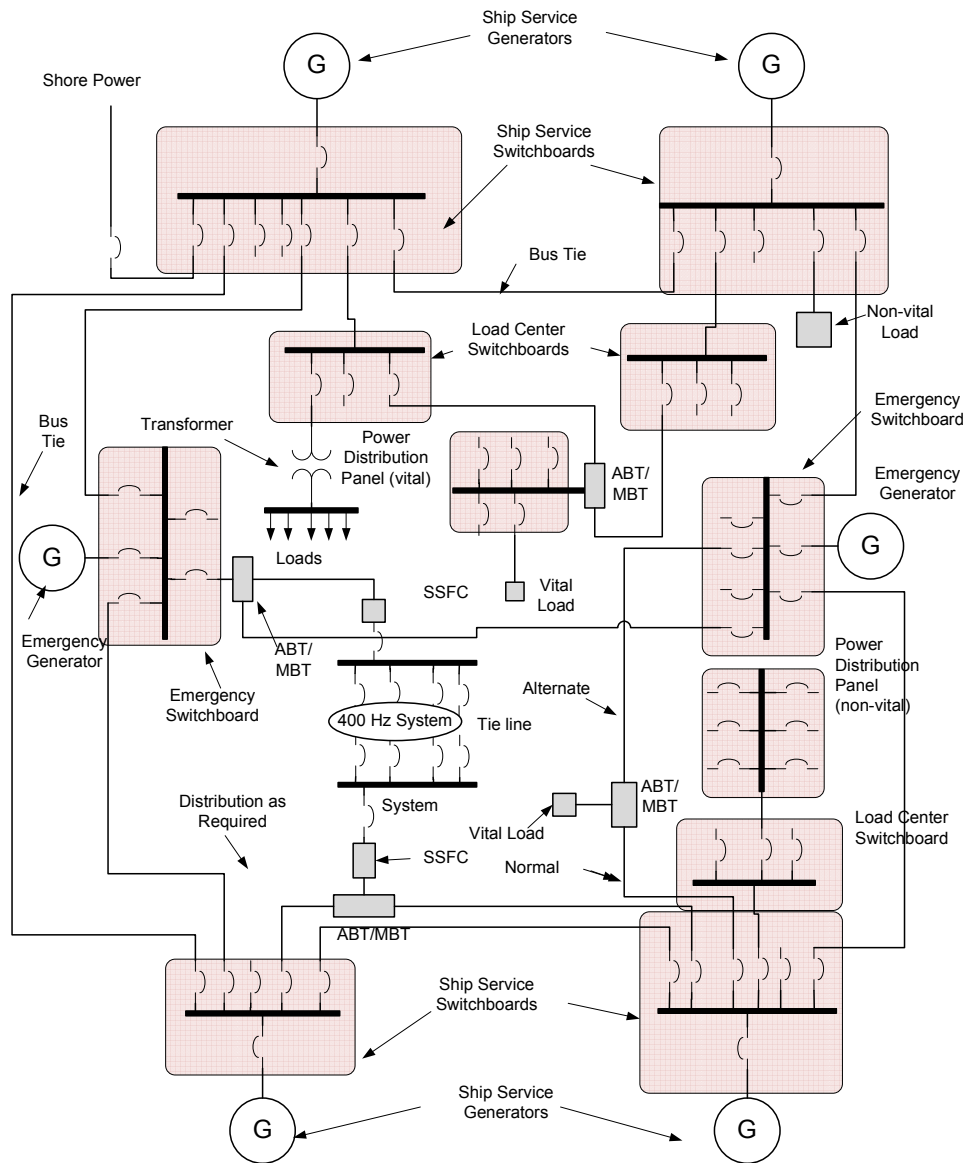 Ship Service
Generators
G
G
Shore Power
Ship Service
Switchboards
Bus Tie
Non-vital
Load
Load Center
Switchboards
Emergency
Switchboard
Bus
Tie
Transformer
Power
Distribution
Panel (vital)
ABT/
MBT
Emergency
Generator
G
G
Loads
SSFC
Vital
Load
Emergency
Generator
ABT/
MBT
Power
Distribution
Panel
(non-vital)
Emergency
Switchboard
Alternate
400 Hz System
Tie line
ABT/
MBT
System
Distribution as
Required
Vital Load
Load Center
Switchboard
SSFC
Normal
ABT/MBT
Ship Service
Switchboards
Ship Service
Generators
G
G